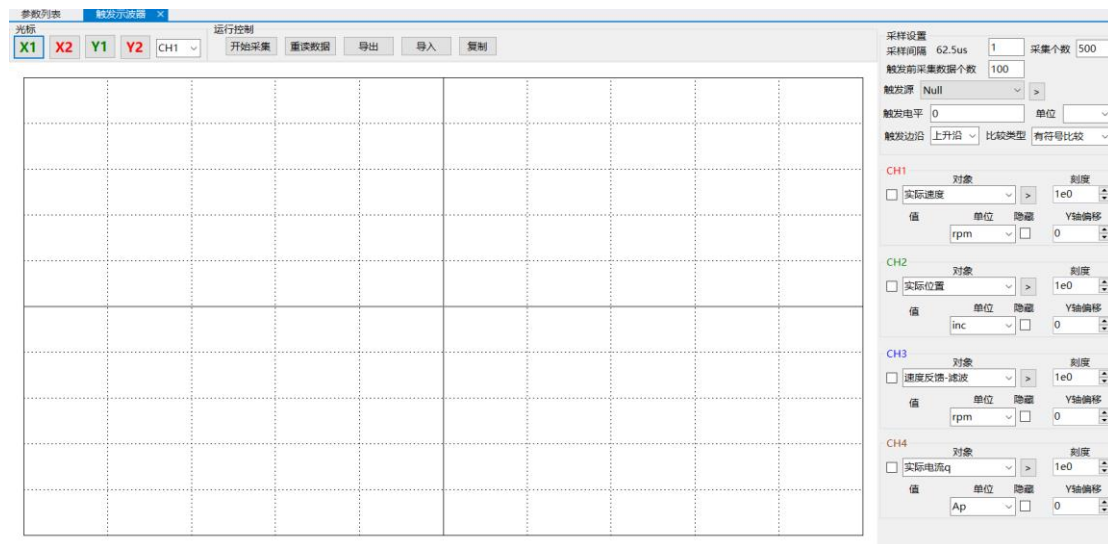 参数列表 触发示波器 ×
光标 运行控制
X1 X2 Y1 Y2 CH1 开始采集 重读数据 导出 导入 复制
采样设置
采样间隔 62.5us 1 采集个数 500
触发前采集数据个数 100
触发源 Null >
触发电平 0 单位
触发边沿 上升沿 比较类型 有符号比较
CH1
对象 刻度
实际速度 > 1e0
值 单位 隐藏 Y轴偏移
rpm 0
CH2
对象 刻度
实际位置 > 1e0
值 单位 隐藏 Y轴偏移
inc 0
CH3
对象 刻度
速度反馈-滤波 > 1e0
值 单位 隐藏 Y轴偏移
rpm 0
CH4
对象 刻度
实际电流q > 1e0
值 单位 隐藏 Y轴偏移
Ap 0